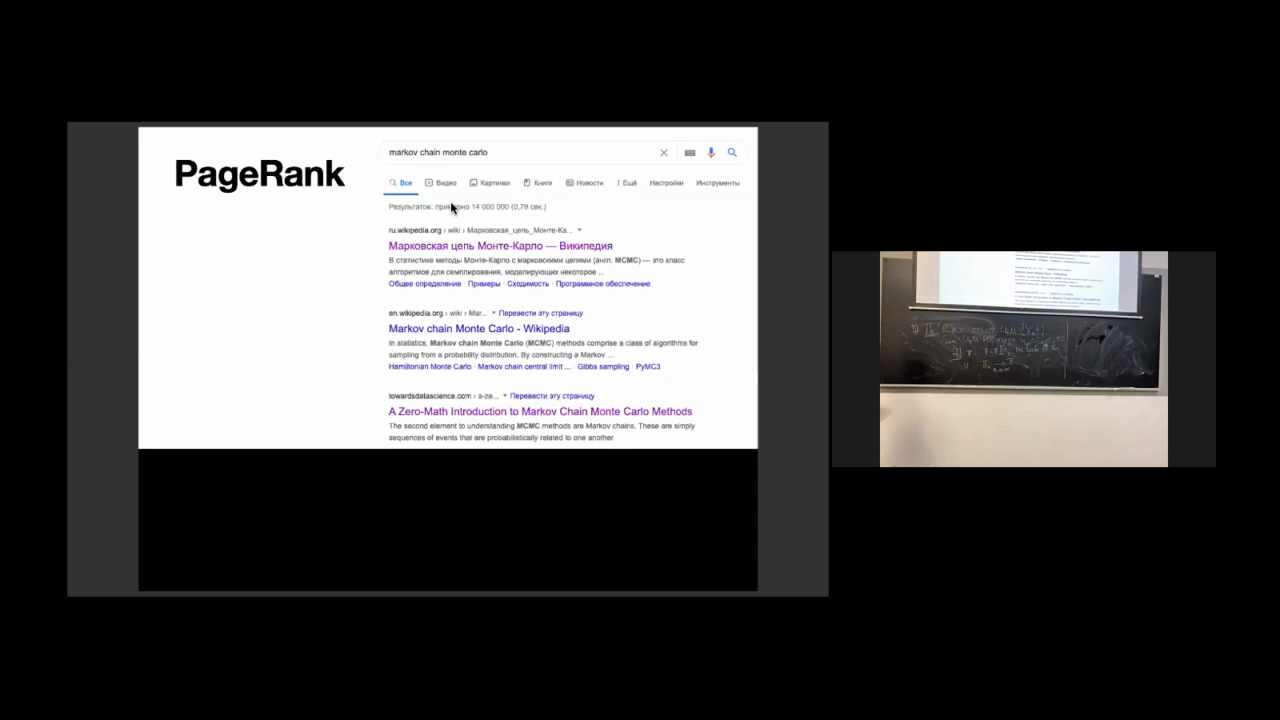 PageRank
markov chain monte carlo
Все Видео Картинки Книги Новости Ещё Настройки Инструменты
Результатов: 14 000 000 (0,79 сек.)
ru.wikipedia.org › wiki › Марковская_цепь_Монте-Ка...
Марковская цепь Монте-Карло — Википедия
В статистике методы Монте-Карло с марковскими цепями (англ. MCMC) — это класс
алгоритмов для семплирования, моделирующих некоторое ...
Общее определение · Примеры · Сходимость · Программное обеспечение
en.wikipedia.org › wiki › Mar... Перевести эту страницу
Markov chain Monte Carlo - Wikipedia
In statistics, Markov chain Monte Carlo (MCMC) methods comprise a class of algorithms for
sampling from a probability distribution. By constructing a Markov ...
Hamiltonian Monte Carlo · Markov chain central limit ... · Gibbs sampling · PyMC3
towardsdatascience.com › a-ze... Перевести эту страницу
A Zero-Math Introduction to Markov Chain Monte Carlo Methods
The second element to understanding MCMC methods are Markov chains. These are simply
sequences of events that are probabilistically related to one another.